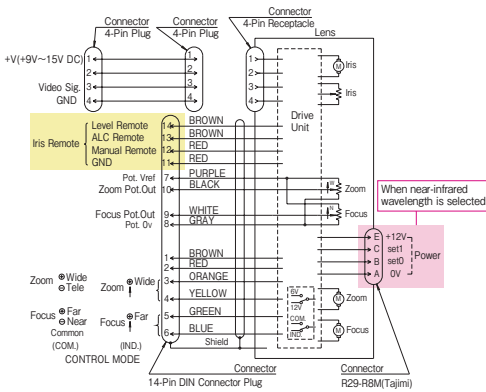 Connector
4-Pin Plug
Connector
4-Pin Plug
Connector
4-Pin Receptacle
Lens
+V(+9V～15V DC)
1
1
1
2
2
2
Video Sig.
3
3
3
GND
4
4
4
M
Iris
Iris
Drive
Unit
Iris Remote
Level Remote
14
BROWN
ALC Remote
13
BROWN
Manual Remote
12
RED
GND
11
RED
Pot. Vref
7
PURPLE
Zoom Pot.Out
10
BLACK
W
Zoom
Focus Pot.Out
9
WHITE
Pot. 0v
8
GRAY
N
Focus
When near-infrared
wavelength is selected
E
+12V
C
set1
B
set0
A
0V
Power
1
BROWN
2
RED
Zoom
⊕Wide
⊖Tele
Zoom
⊕Wide
3
ORANGE
4
YELLOW
6V
12V
M
Zoom
Focus
⊕Far
⊖Near
Focus
⊕Far
5
GREEN
6
BLUE
COM.
IND.
M
Focus
Common
(COM.)
(IND.)
Shield
CONTROL MODE
Connector
14-Pin DIN Connector Plug
Connector
R29-R8M(Tajimi)